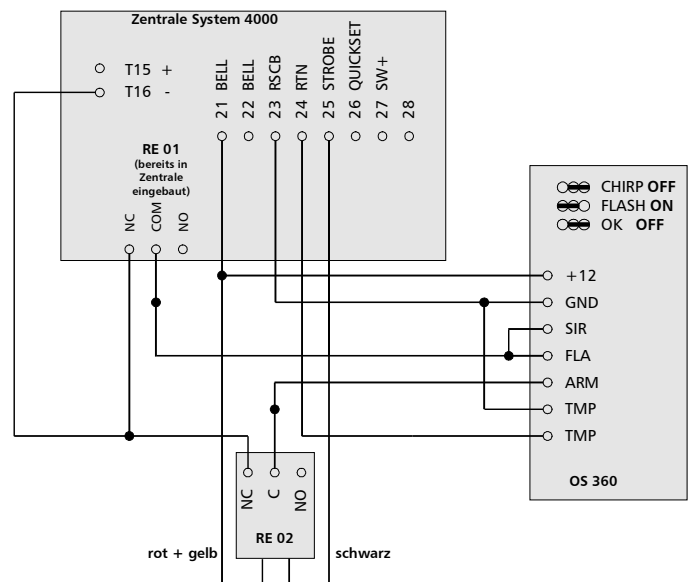 Zentrale System 4000
T15 +
T16 -
21 BELL
22 BELL
23 RSCB
24 RTN
25 STROBE
26 QUICKSET
27 SW+
28
RE 01
(bereits in
Zentrale
eingebaut)
NC
COM
NO
CHIRP OFF
FLASH ON
OK OFF
+12
GND
SIR
FLA
ARM
TMP
TMP
OS 360
NC
C
NO
RE 02
rot + gelb
schwarz